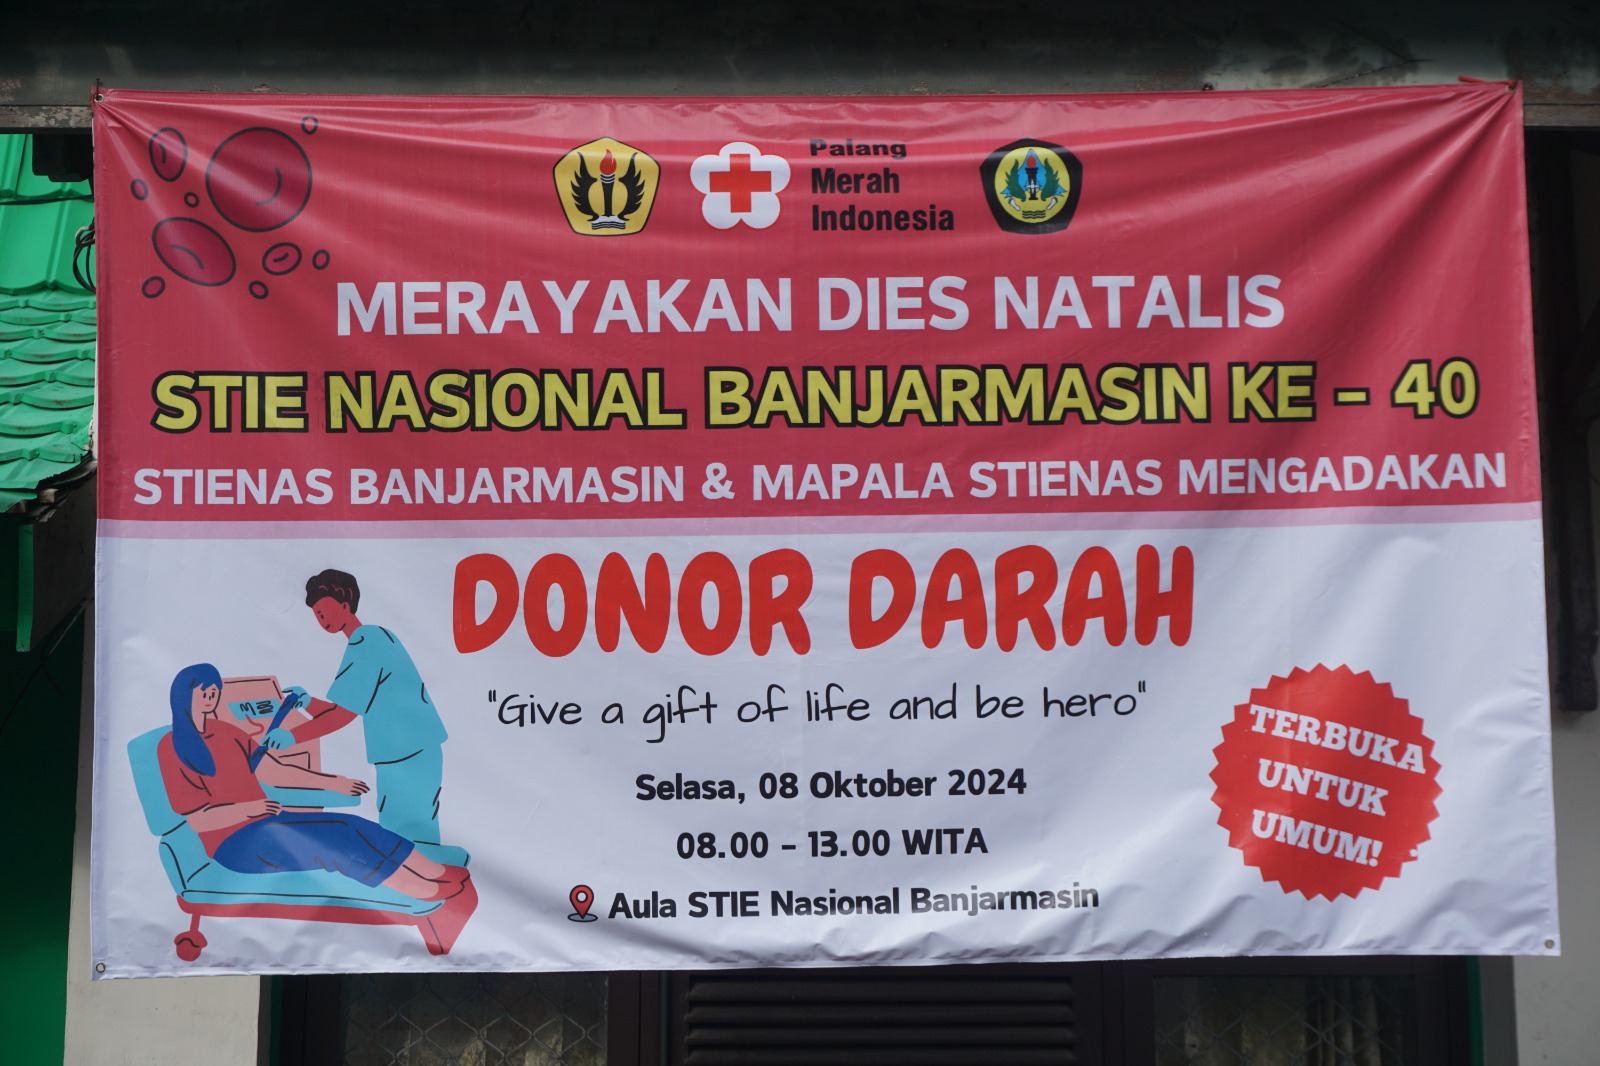 Palang
Merah
Indonesia
MERAYAKAN DIES NATALIS
STIE NASIONAL BANJARMASIN KE - 40
STIENAS BANJARMASIN & MAPALA STIENAS MENGADAKAN
DONOR DARAH
"Give a gift of life and be hero"
Selasa, 08 Oktober 2024
08.00 - 13.00 WITA
Aula STIE Nasional Banjarmasin
TERBUKA
UNTUK
UMUM!